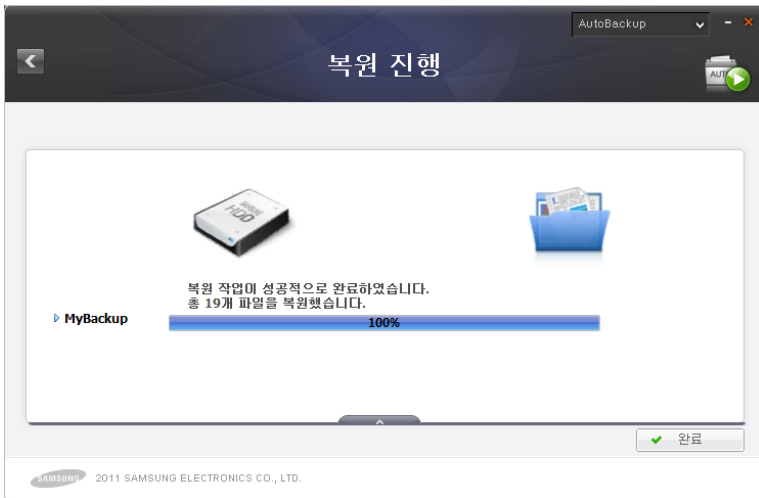 AutoBackup
복원 진행
AUTO
SAMSUNG
HDD
복원 작업이 성공적으로 완료하였습니다.
총 19개 파일을 복원했습니다.
MyBackup
100%
완료
SAMSUNG 2011 SAMSUNG ELECTRONICS CO., LTD.